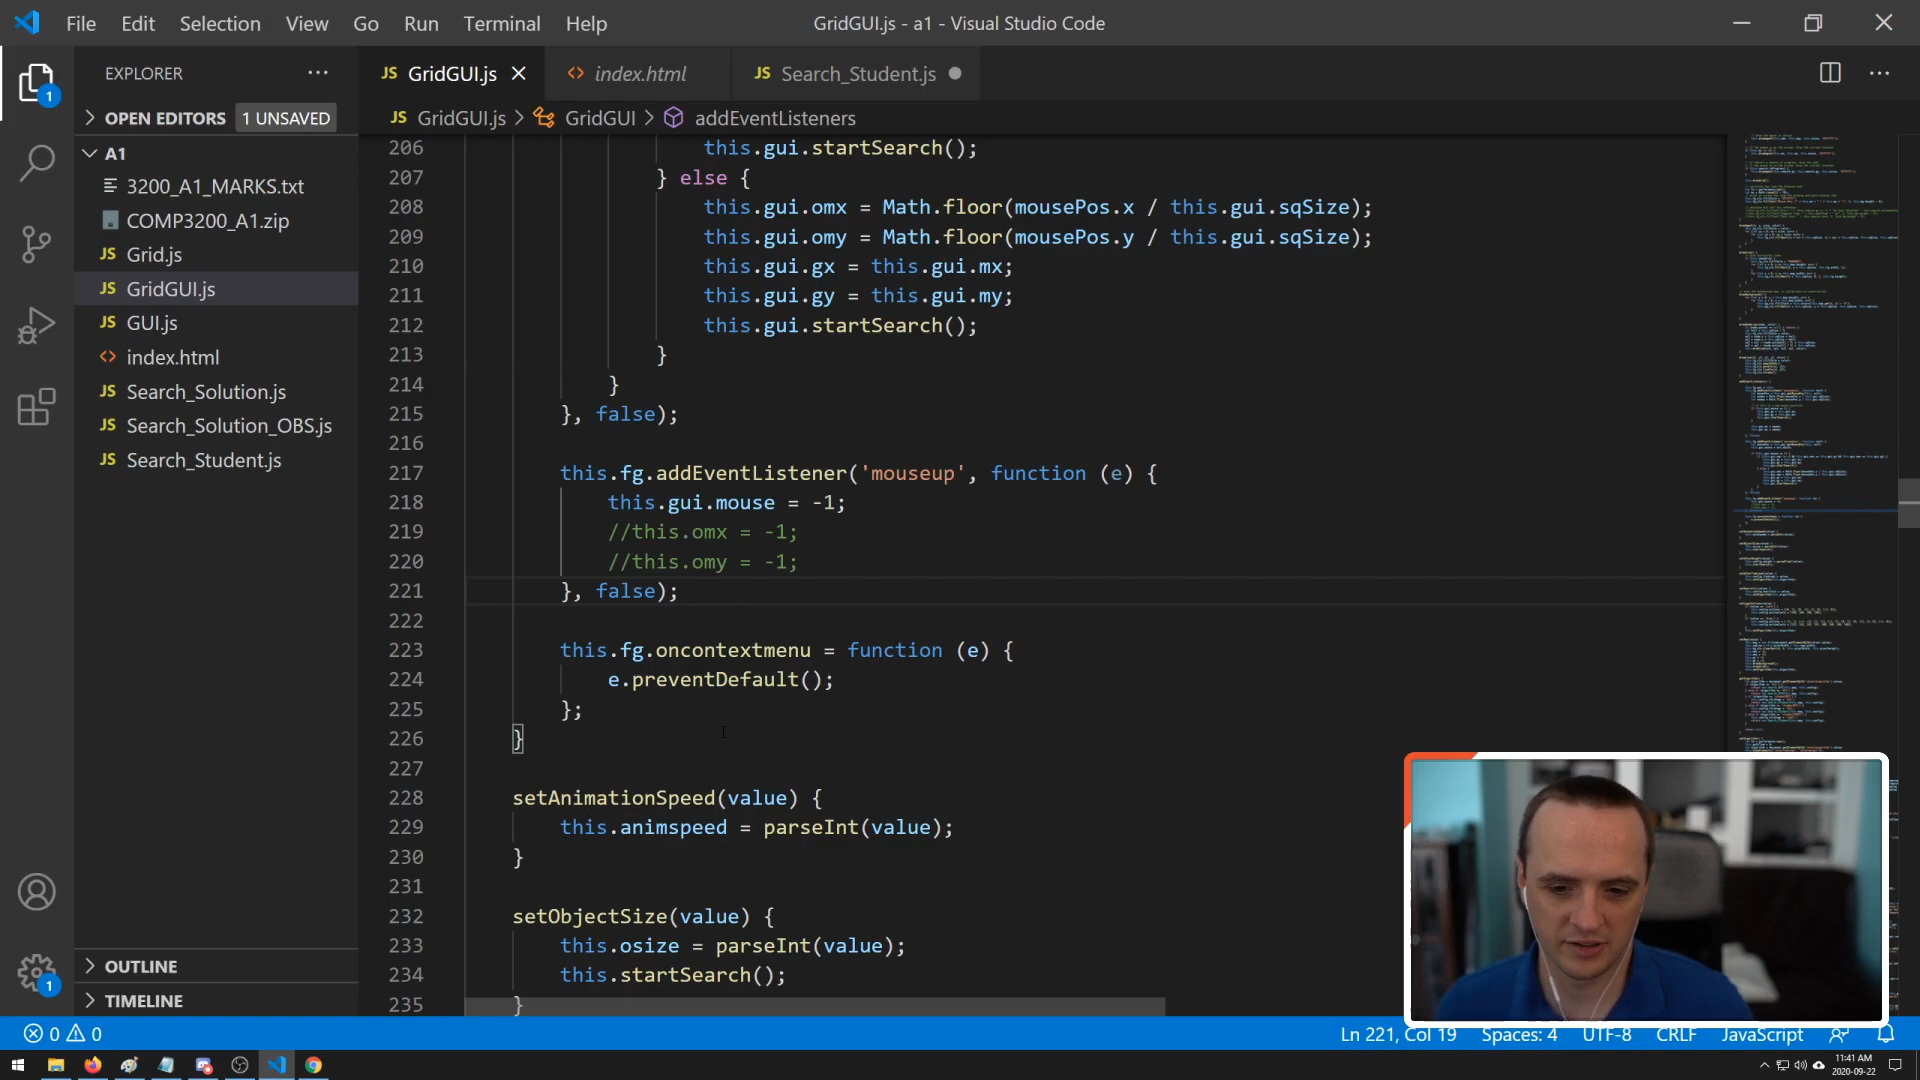 File Edit Selection View Go Run Terminal Help
GridGUI.js - a1 - Visual Studio Code
EXPLORER
OPEN EDITORS 1 UNSAVED
A1
3200_A1_MARKS.txt
COMP3200_A1.zip
JS Grid.js
JS GridGUI.js
JS GUI.js
<> index.html
JS Search_Solution.js
JS Search_Solution_OBS.js
JS Search_Student.js
OUTLINE
TIMELINE
1
1
JS GridGUI.js
<> index.html
JS Search_Student.js
JS GridGUI.js > GridGUI > addEventListeners
206 this.gui.startSearch();
207 } else {
208 this.gui.omx = Math.floor(mousePos.x / this.gui.sqSize);
209 this.gui.omy = Math.floor(mousePos.y / this.gui.sqSize);
210 this.gui.gx = this.gui.mx;
211 this.gui.gy = this.gui.my;
212 this.gui.startSearch();
213 }
214 }
215 }, false);
216
217 this.fg.addEventListener('mouseup', function (e) {
218 this.gui.mouse = -1;
219 //this.omx = -1;
220 //this.omy = -1;
221 }, false);
222
223 this.fg.oncontextmenu = function (e) {
224 e.preventDefault();
225 };
226 }
227
228 setAnimationSpeed(value) {
229 this.animspeed = parseInt(value);
230 }
231
232 setObjectSize(value) {
233 this.osize = parseInt(value);
234 this.startSearch();
235 }
0 0
Ln 221, Col 19 Spaces: 4 UTF-8 CRLF JavaScript
11:41 AM
2020-09-22